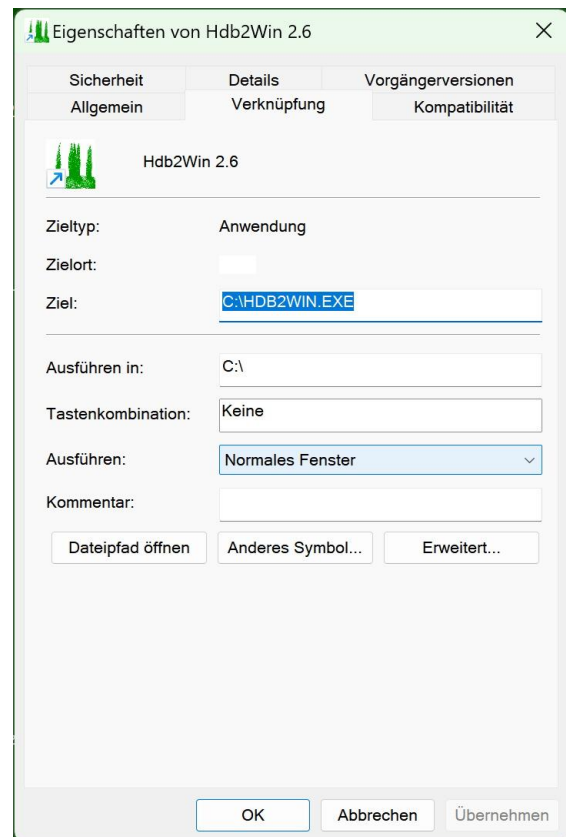 Eigenschaften von Hdb2Win 2.6
Sicherheit Details Vorgängerversionen
Allgemein Verknüpfung Kompatibilität
Hdb2Win 2.6
Zieltyp: Anwendung
Zielort:
Ziel: C:\HDB2WIN.EXE
Ausführen in: C:\
Tastenkombination: Keine
Ausführen: Normales Fenster
Kommentar:
Dateipfad öffnen Anderes Symbol... Erweitert...
OK Abbrechen Übernehmen